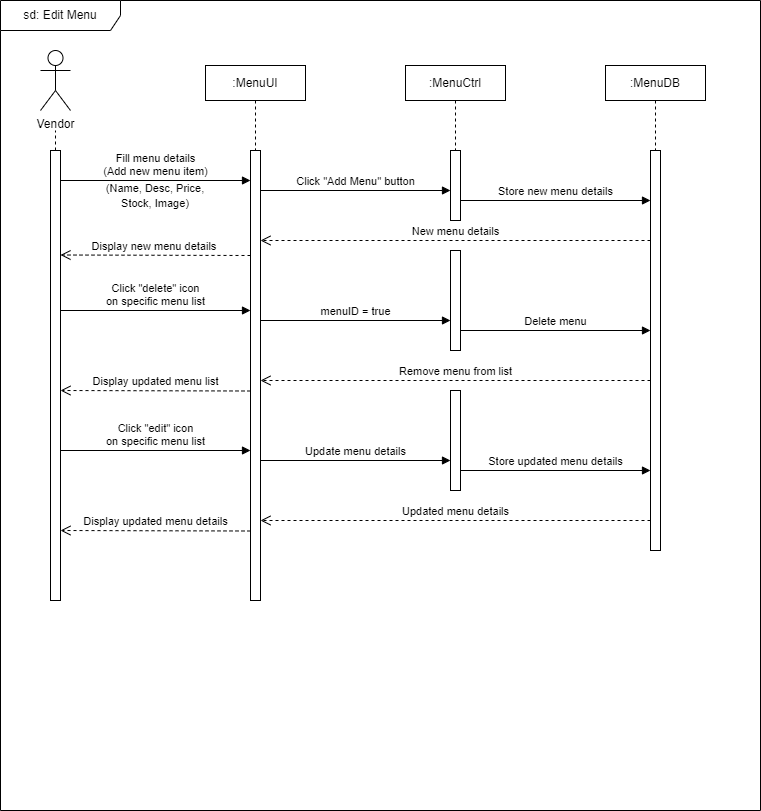 sd: Edit Menu
Vendor
:MenuUI
:MenuCtrl
:MenuDB
Fill menu details
(Add new menu item)
(Name, Desc, Price,
Stock, Image)
Click "Add Menu" button
Store new menu details
New menu details
Display new menu details
Click "delete" icon
on specific menu list
menuID = true
Delete menu
Remove menu from list
Display updated menu list
Click "edit" icon
on specific menu list
Update menu details
Store updated menu details
Updated menu details
Display updated menu details